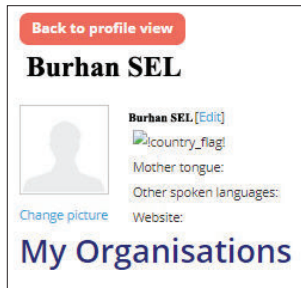 Back to profile view
Burhan SEL
Burhan SEL [Edit]
!country_flag!
Mother tongue:
Other spoken languages:
Change picture
Website:
My Organisations